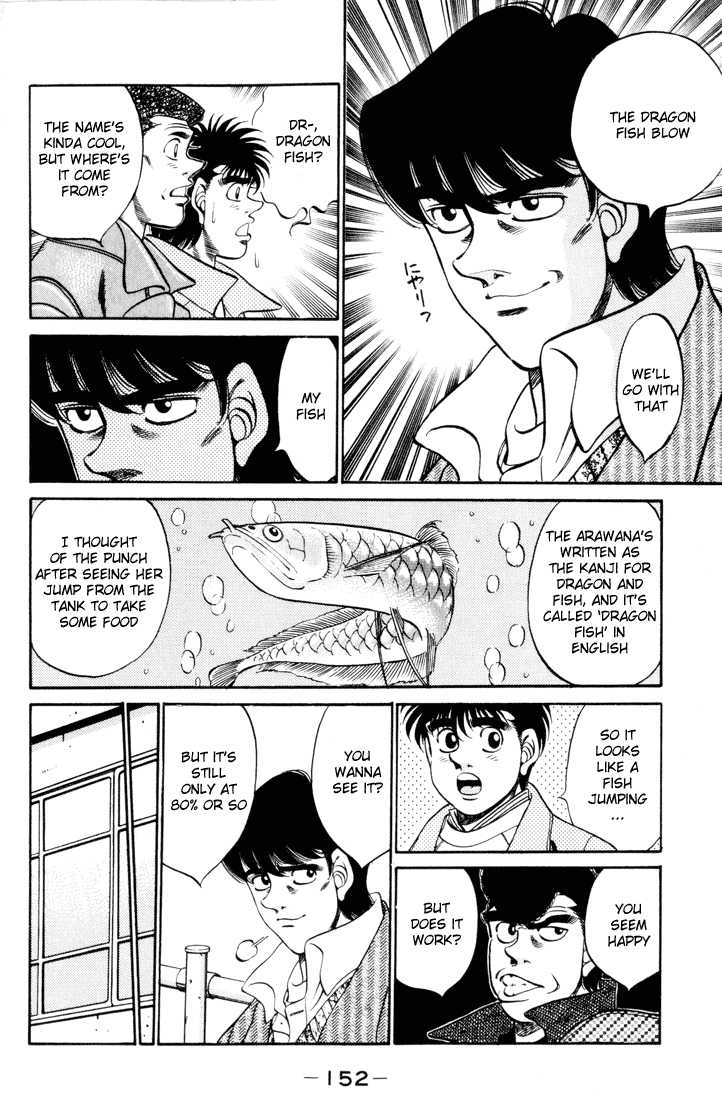 THE DRAGON
FISH BLOW
にやりっ
WE'LL
GO WITH
THAT
DR-,
DRAGON
FISH?
THE NAME'S
KINDA COOL,
BUT WHERE'S
IT COME
FROM?
MY
FISH
THE ARAWANA'S
WRITTEN AS
THE KANJI FOR
DRAGON AND
FISH, AND IT'S
CALLED 'DRAGON
FISH' IN
ENGLISH
I THOUGHT
OF THE PUNCH
AFTER SEEING HER
JUMP FROM THE
TANK TO TAKE
SOME FOOD
SO IT
LOOKS
LIKE A
FISH
JUMPING
...
YOU
SEEM
HAPPY
BUT
DOES IT
WORK?
YOU
WANNA
SEE IT?
BUT IT'S
STILL
ONLY AT
80% OR SO
-152-